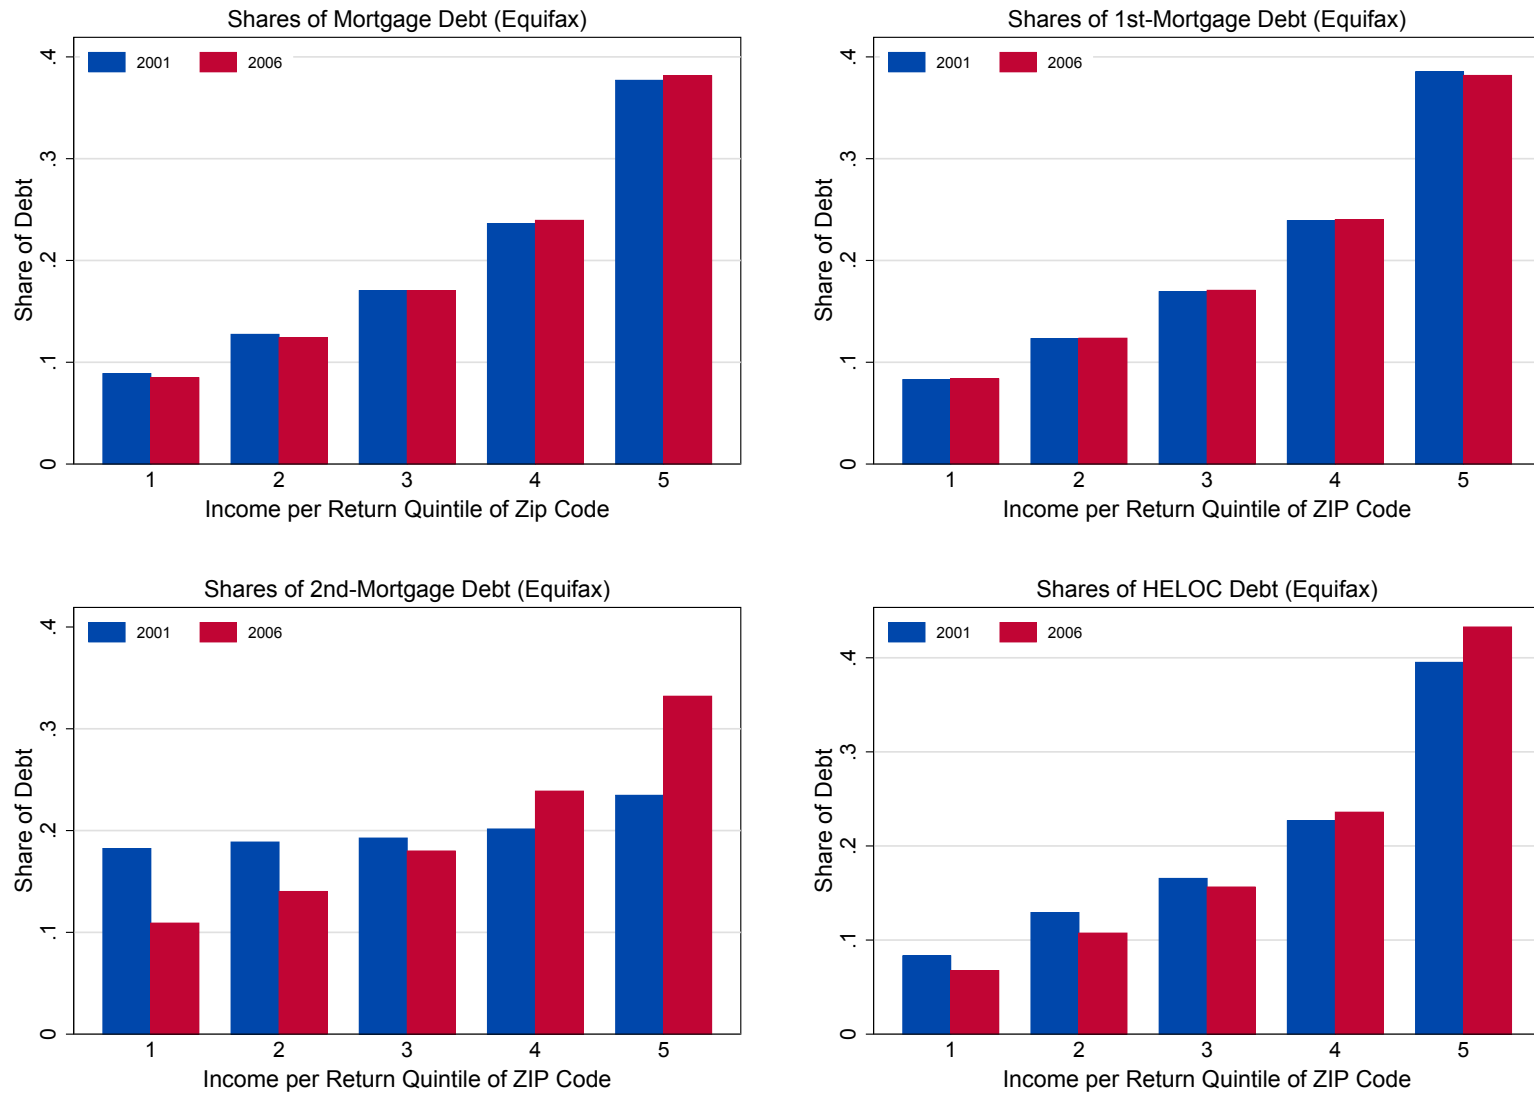 Shares of Mortgage Debt (Equifax)
2001 2006
.4
.3
.2
.1
0
Share of Debt
1 2 3 4 5
Income per Return Quintile of Zip Code
Shares of 1st-Mortgage Debt (Equifax)
2001 2006
.4
.3
.2
.1
0
Share of Debt
1 2 3 4 5
Income per Return Quintile of ZIP Code
Shares of 2nd-Mortgage Debt (Equifax)
2001 2006
.4
.3
.2
.1
0
Share of Debt
1 2 3 4 5
Income per Return Quintile of ZIP Code
Shares of HELOC Debt (Equifax)
2001 2006
.4
.3
.2
.1
0
Share of Debt
1 2 3 4 5
Income per Return Quintile of ZIP Code